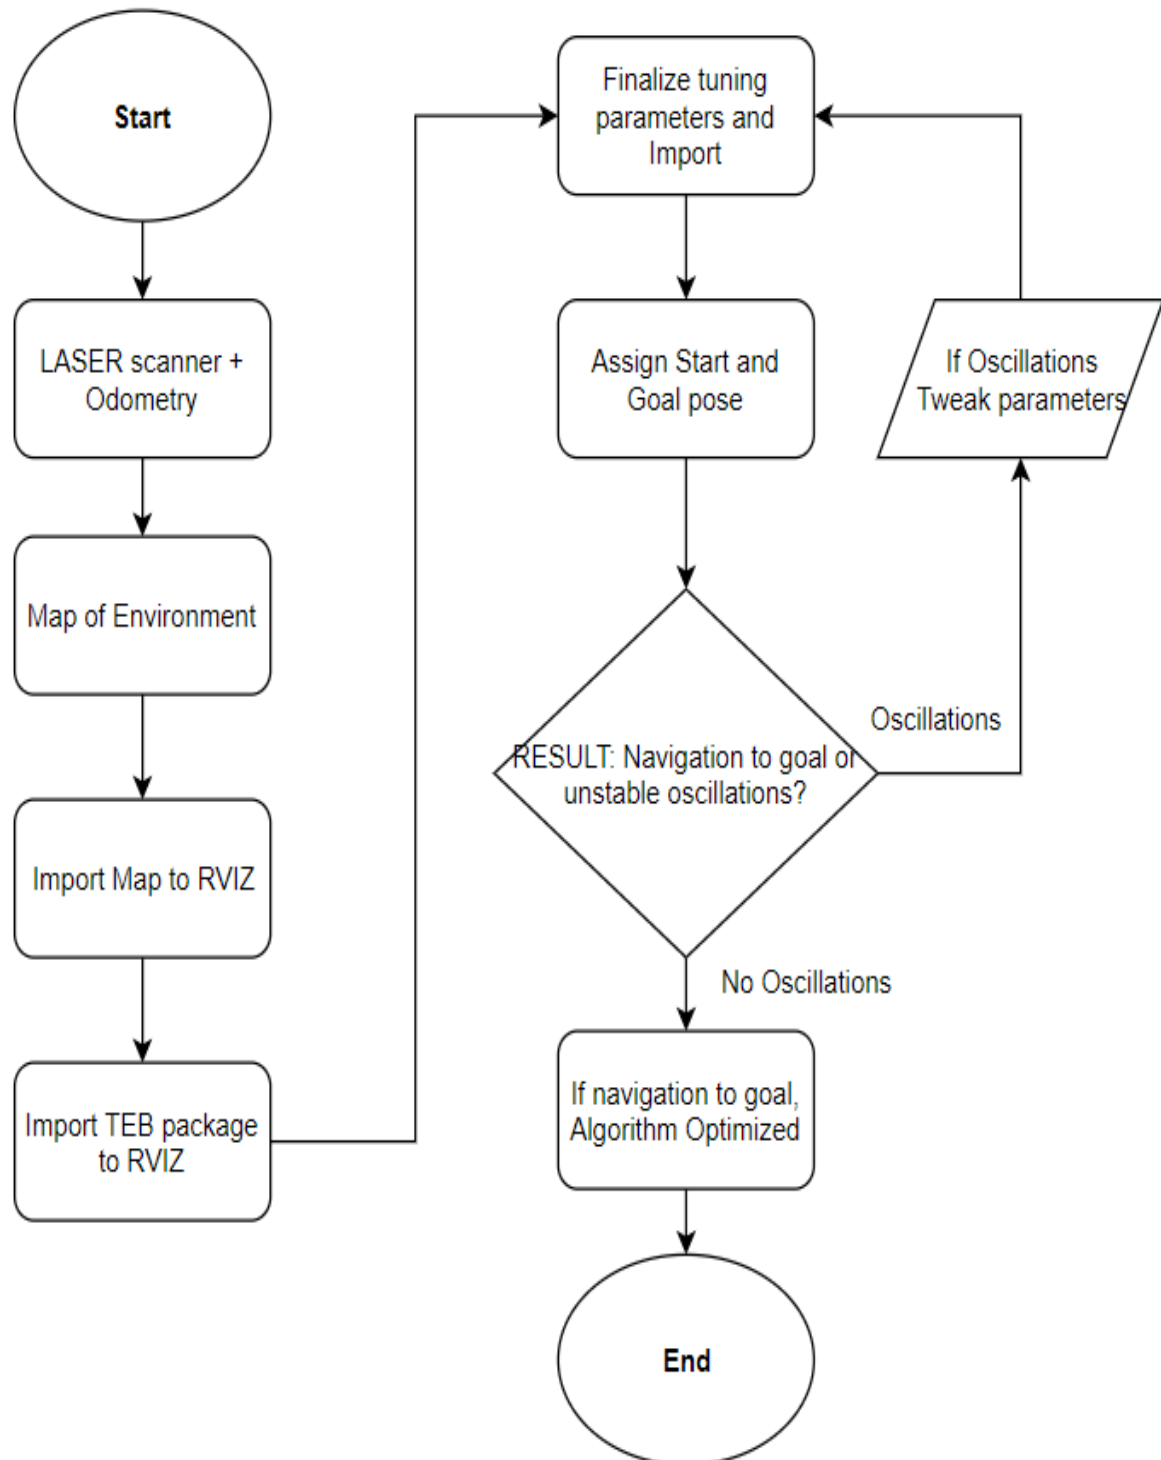 Start
LASER scanner +
Odometry
Map of Environment
Import Map to RVIZ
Import TEB package
to RVIZ
Finalize tuning
parameters and
Import
Assign Start and
Goal pose
RESULT: Navigation to goal or
unstable oscillations?
Oscillations
If Oscillations
Tweak parameters
No Oscillations
If navigation to goal,
Algorithm Optimized
End